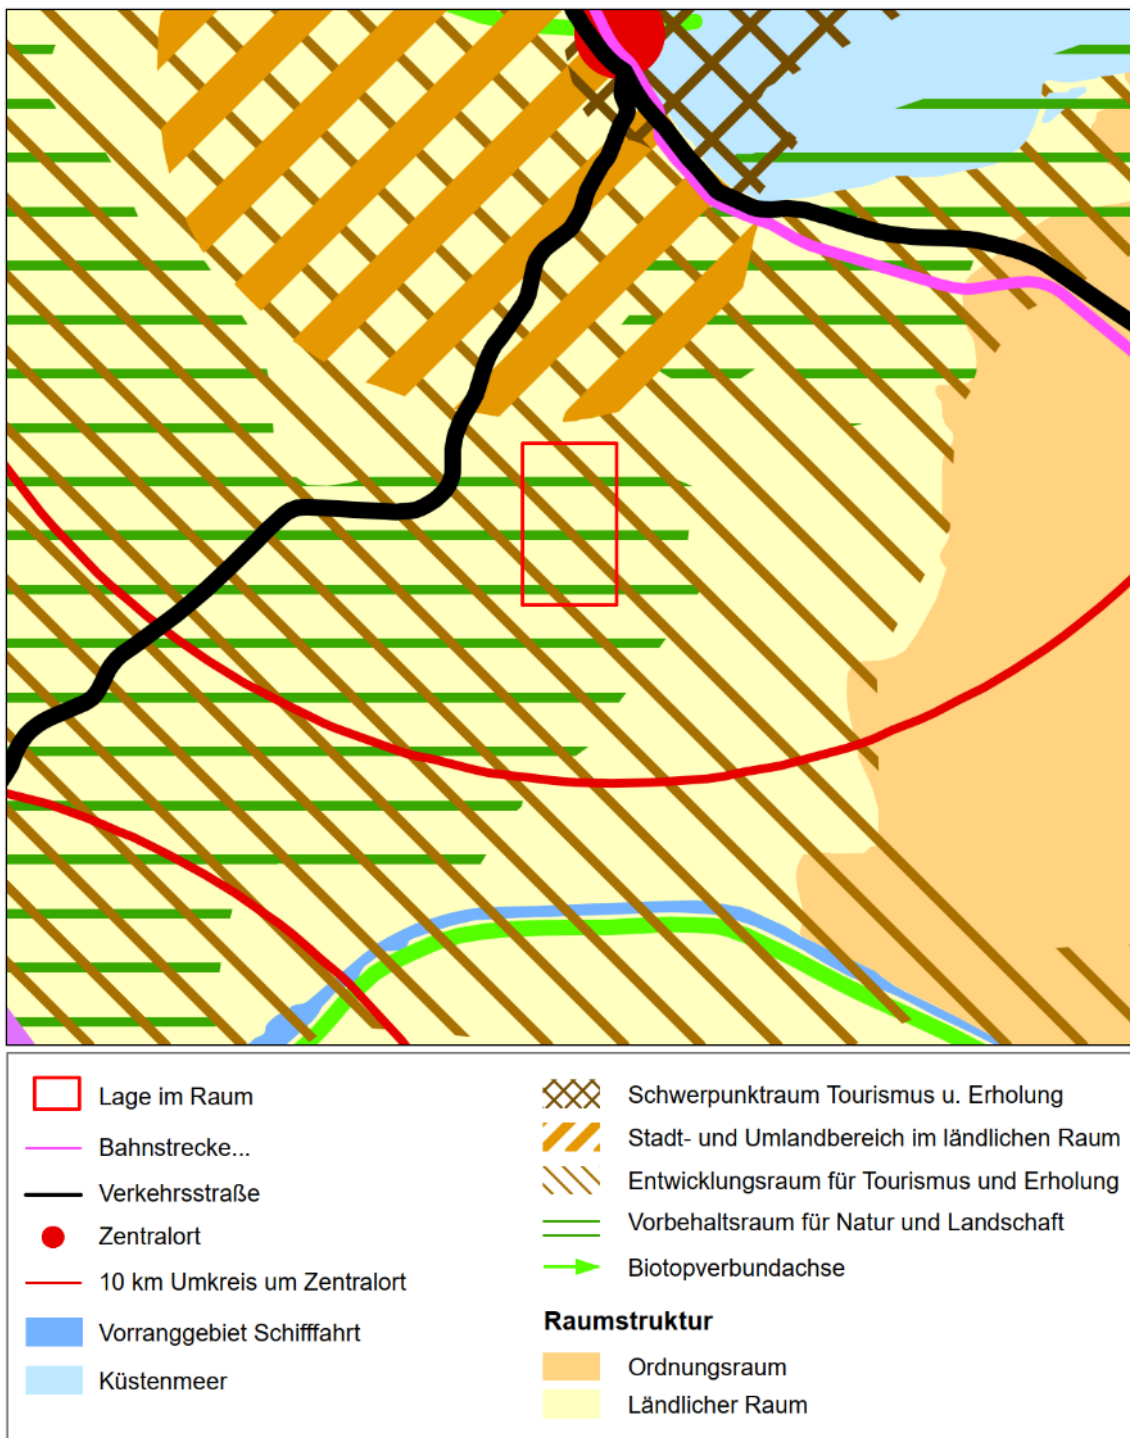 Lage im Raum
Bahnstrecke...
Verkehrsstraße
Zentralort
10 km Umkreis um Zentralort
Vorranggebiet Schifffahrt
Küstenmeer
Schwerpunktraum Tourismus u. Erholung
Stadt- und Umlandbereich im ländlichen Raum
Entwicklungsraum für Tourismus und Erholung
Vorbehaltsraum für Natur und Landschaft
Biotopverbundachse
Raumstruktur
Ordnungsraum
Ländlicher Raum